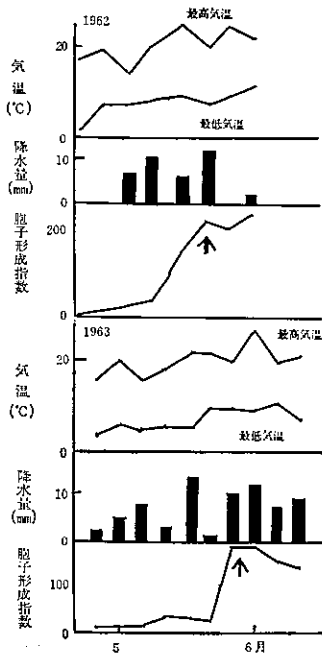 1962
最高気温
20
気温(℃)
最低気温
0
10
降水量(mm)
0
200
胞子形成指数
0
1963
最高気温
20
気温(℃)
最低気温
0
10
降水量(mm)
0
100
胞子形成指数
0
5
6月